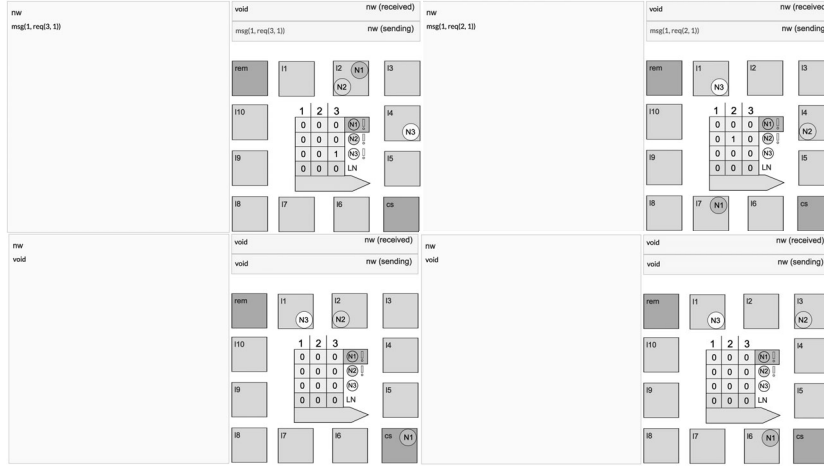 nw
msg(1, req(3, 1))
void nw (received)
msg(1, req(3, 1)) nw (sending)
rem l1 l2 N1 l3
N2
l10 1 2 3 l4
0 0 0 N1 N3
0 0 0 N2
l9 0 0 1 N3 l5
0 0 0 LN
l8 l7 l6 cs
nw
msg(1, req(2, 1))
void nw (received)
msg(1, req(2, 1)) nw (sending)
rem l1 l2 l3
N3
l10 1 2 3 l4
0 0 0 N1 N2
0 1 0 N2
l9 0 0 0 N3 l5
0 0 0 LN
l8 l7 N1 l6 cs
nw
void
void nw (received)
void nw (sending)
rem l1 l2 l3
N3 N2
l10 1 2 3 l4
0 0 0 N1
0 0 0 N2
l9 0 0 0 N3 l5
0 0 0 LN
l8 l7 l6 cs N1
nw
void
void nw (received)
void nw (sending)
rem l1 l2 l3
N3 N2
l10 1 2 3 l4
0 0 0 N1
0 0 0 N2
l9 0 0 0 N3 l5
0 0 0 LN
l8 l7 l6 N1 cs